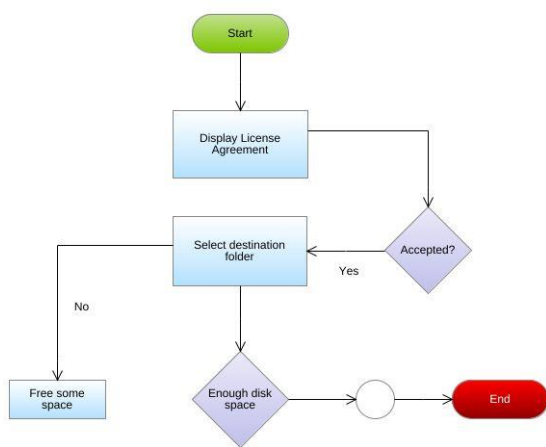 Start
Display License
Agreement
Accepted?
Select destination
folder
Yes
No
Free some
space
Enough disk
space
End